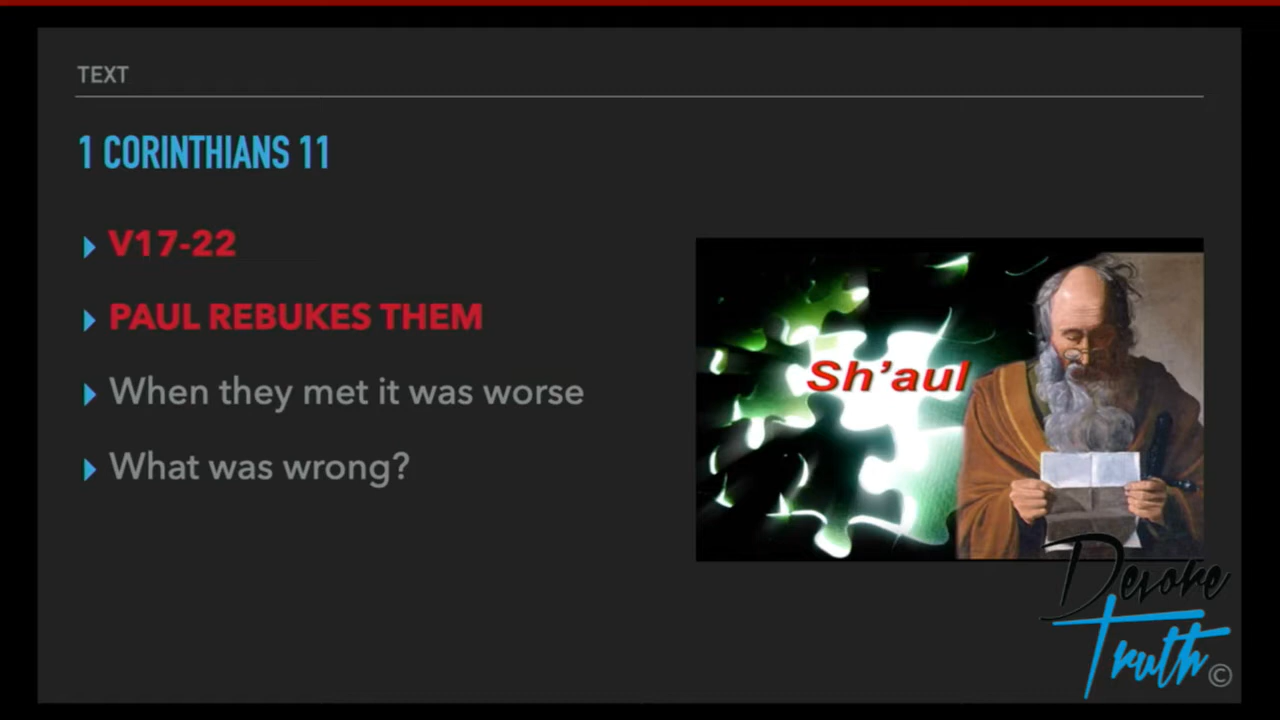 TEXT
1 CORINTHIANS 11
V17-22
PAUL REBUKES THEM
When they met it was worse
What was wrong?
Sh'aul
Devore
Truth©